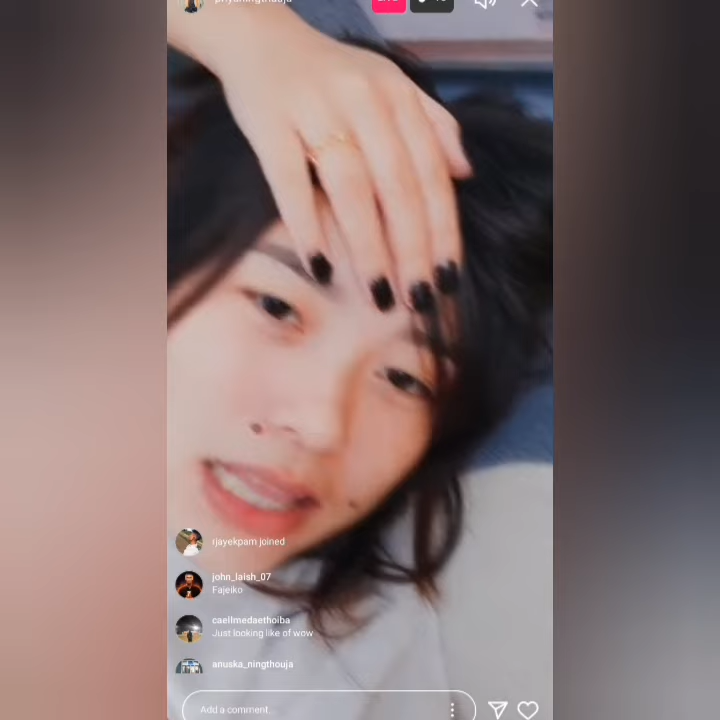 rjayekpam joined
john_laish_07
Fajeiko
caellmedaethoiba
Just looking like of wow
anuska_ningthouja
Add a comment...